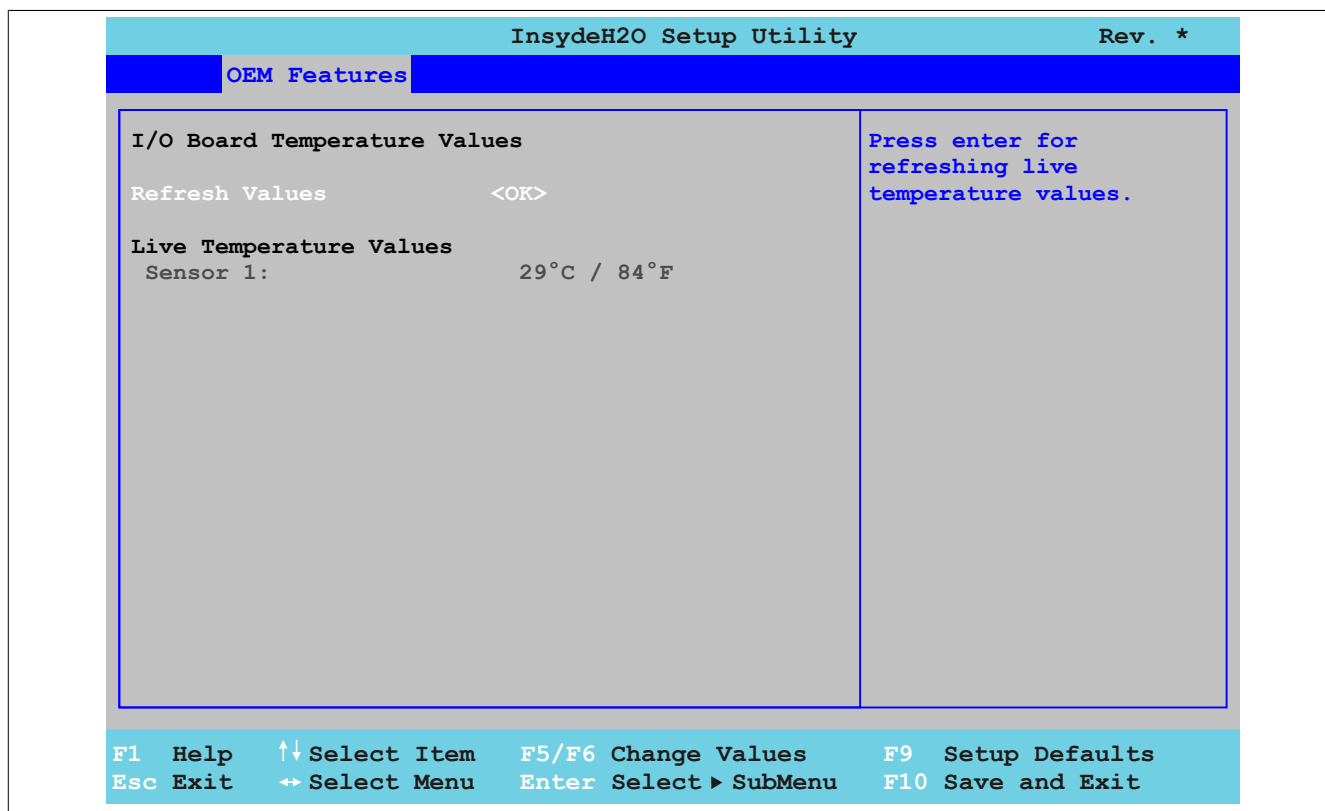 InsydeH2O Setup Utility Rev. *
OEM Features
I/O Board Temperature Values
Refresh Values <OK>
Live Temperature Values
Sensor 1: 29°C / 84°F
Press enter for
refreshing live
temperature values.
F1 Help ↑↓ Select Item F5/F6 Change Values F9 Setup Defaults
Esc Exit ↔ Select Menu Enter Select ▶ SubMenu F10 Save and Exit